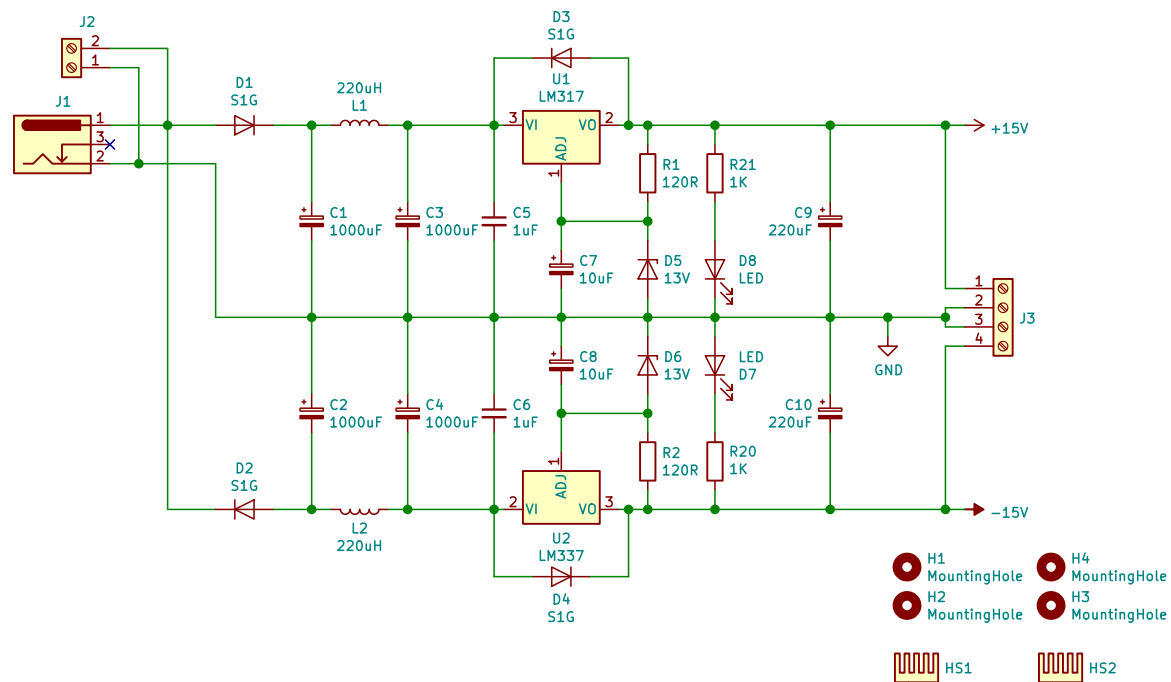 J2
2
1
J1
1
3
2
D1
S1G
220uH
L1
D3
S1G
U1
LM317
3
VI
VO
2
ADJ
1
+15V
R1
120R
R21
1K
C1
1000uF
C3
1000uF
C5
1uF
C9
220uF
C7
10uF
D5
13V
D8
LED
1
2
3
4
J3
GND
C8
10uF
D6
13V
LED
D7
C2
1000uF
C4
1000uF
C6
1uF
C10
220uF
R2
120R
R20
1K
D2
S1G
L2
220uH
1
ADJ
2
VI
VO
3
U2
LM337
-15V
D4
S1G
H1
MountingHole
H4
MountingHole
H2
MountingHole
H3
MountingHole
HS1
HS2